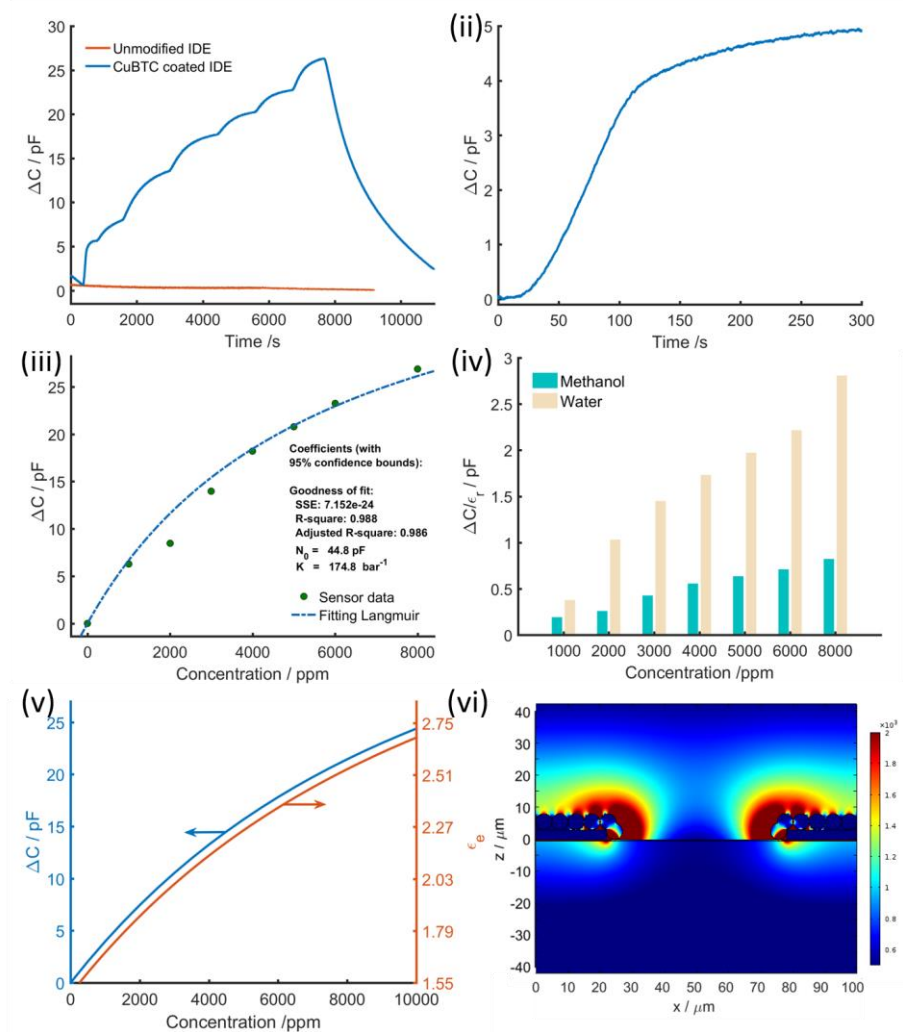 Unmodified IDE
CuBTC coated IDE
30
25
20
15
10
5
0
ΔC / pF
0 2000 4000 6000 8000 10000
Time /s
(ii)
5
4
3
2
1
0
ΔC / pF
0 50 100 150 200 250 300
Time /s
(iii)
25
20
15
10
5
0
ΔC / pF
Coefficients (with
95% confidence bounds):
Goodness of fit:
SSE: 7.152e-24
R-square: 0.988
Adjusted R-square: 0.986
N0 = 44.8 pF
K = 174.8 bar-1
Sensor data
Fitting Langmuir
0 2000 4000 6000 8000
Concentration / ppm
(iv)
Methanol
Water
3
2.5
2
1.5
1
0.5
0
ΔC/ϵr / pF
1000 2000 3000 4000 5000 6000 8000
Concentration /ppm
(v)
25
20
15
10
5
0
ΔC / pF
2.75
2.51
2.27
2.03
1.79
1.55
ϵe
0 2000 4000 6000 8000 10000
Concentration /ppm
(vi)
40
30
20
10
0
-10
-20
-30
-40
z / μm
0 10 20 30 40 50 60 70 80 90 100
x / μm
×10³
2
1.8
1.6
1.4
1.2
1
0.8
0.6